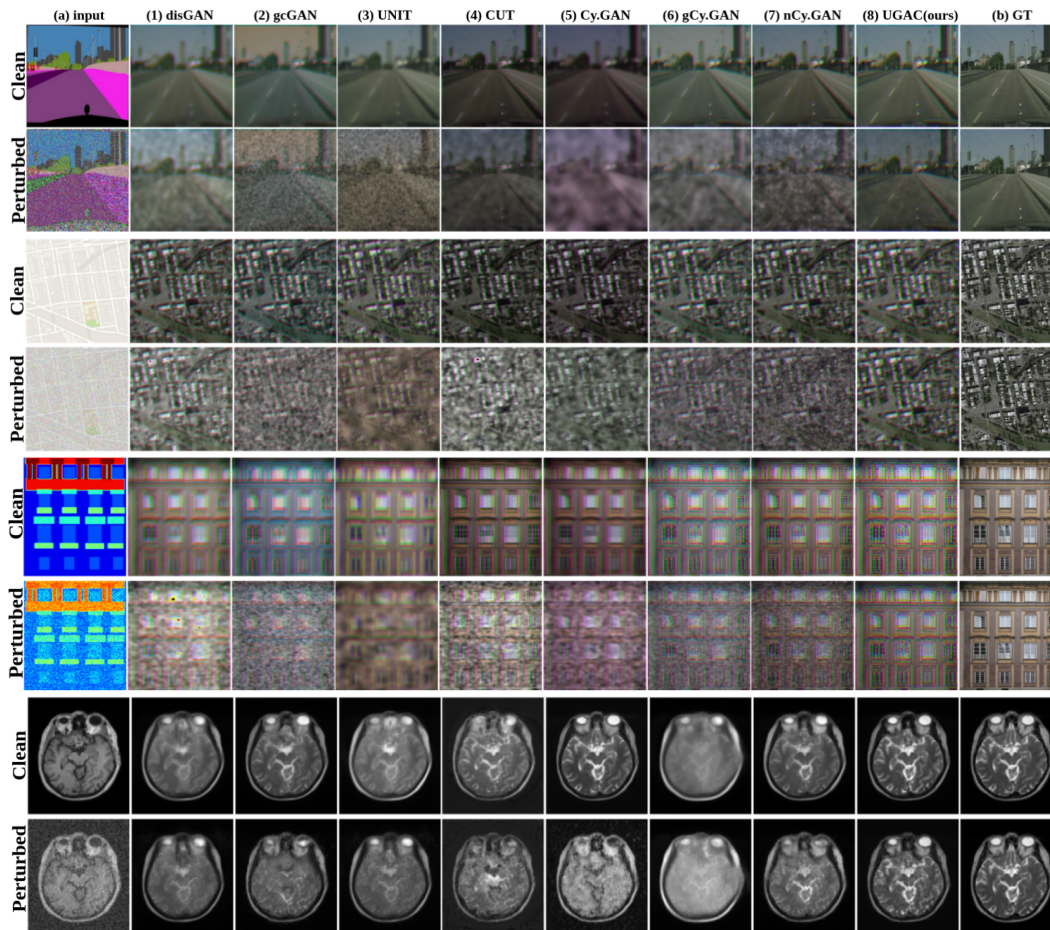 (a) input (1) disGAN (2) gcGAN (3) UNIT (4) CUT (5) Cy.GAN (6) gCy.GAN (7) nCy.GAN (8) UGAC(ours) (b) GT
Clean
Perturbed
Clean
Perturbed
Clean
Perturbed
Clean
Perturbed